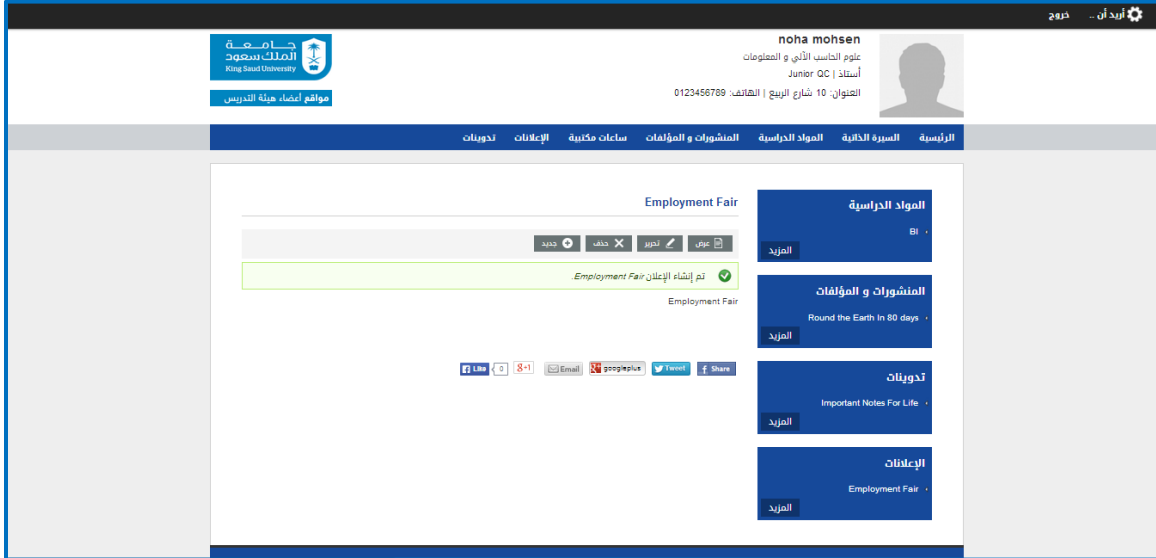 أريد أن ..
خروج
noha mohsen
علوم الحاسب الآلي و المعلومات
أستاذ | Junior QC
العنوان: 10 شارع الربيع | الهاتف: 0123456789
جــامــعــة
الملك سعود
King Saud University
مواقع أعضاء هيئة التدريس
الرئيسية
السيرة الذاتية
المواد الدراسية
المنشورات و المؤلفات
ساعات مكتبية
الإعلانات
تدوينات
المواد الدراسية
BI
المزيد
المنشورات و المؤلفات
Round the Earth In 80 days
المزيد
تدوينات
Important Notes For Life
المزيد
الإعلانات
Employment Fair
المزيد
Employment Fair
عرض
تحرير
حذف
جديد
تم إنشاء الإعلان Employment Fair.
Employment Fair
Share
Tweet
googleplus
Email
g+1
0
Like